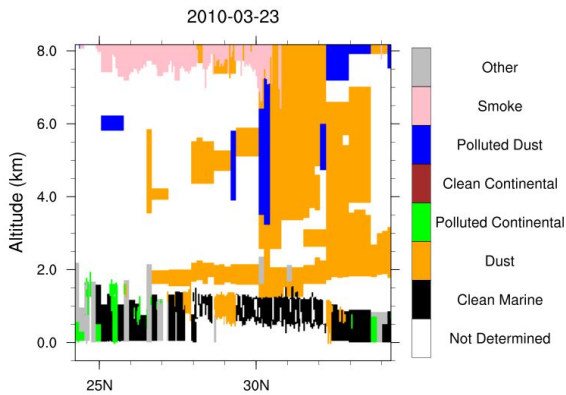 2010-03-23
8.0
6.0
4.0
2.0
0.0
Altitude (km)
25N
30N
Other
Smoke
Polluted Dust
Clean Continental
Polluted Continental
Dust
Clean Marine
Not Determined